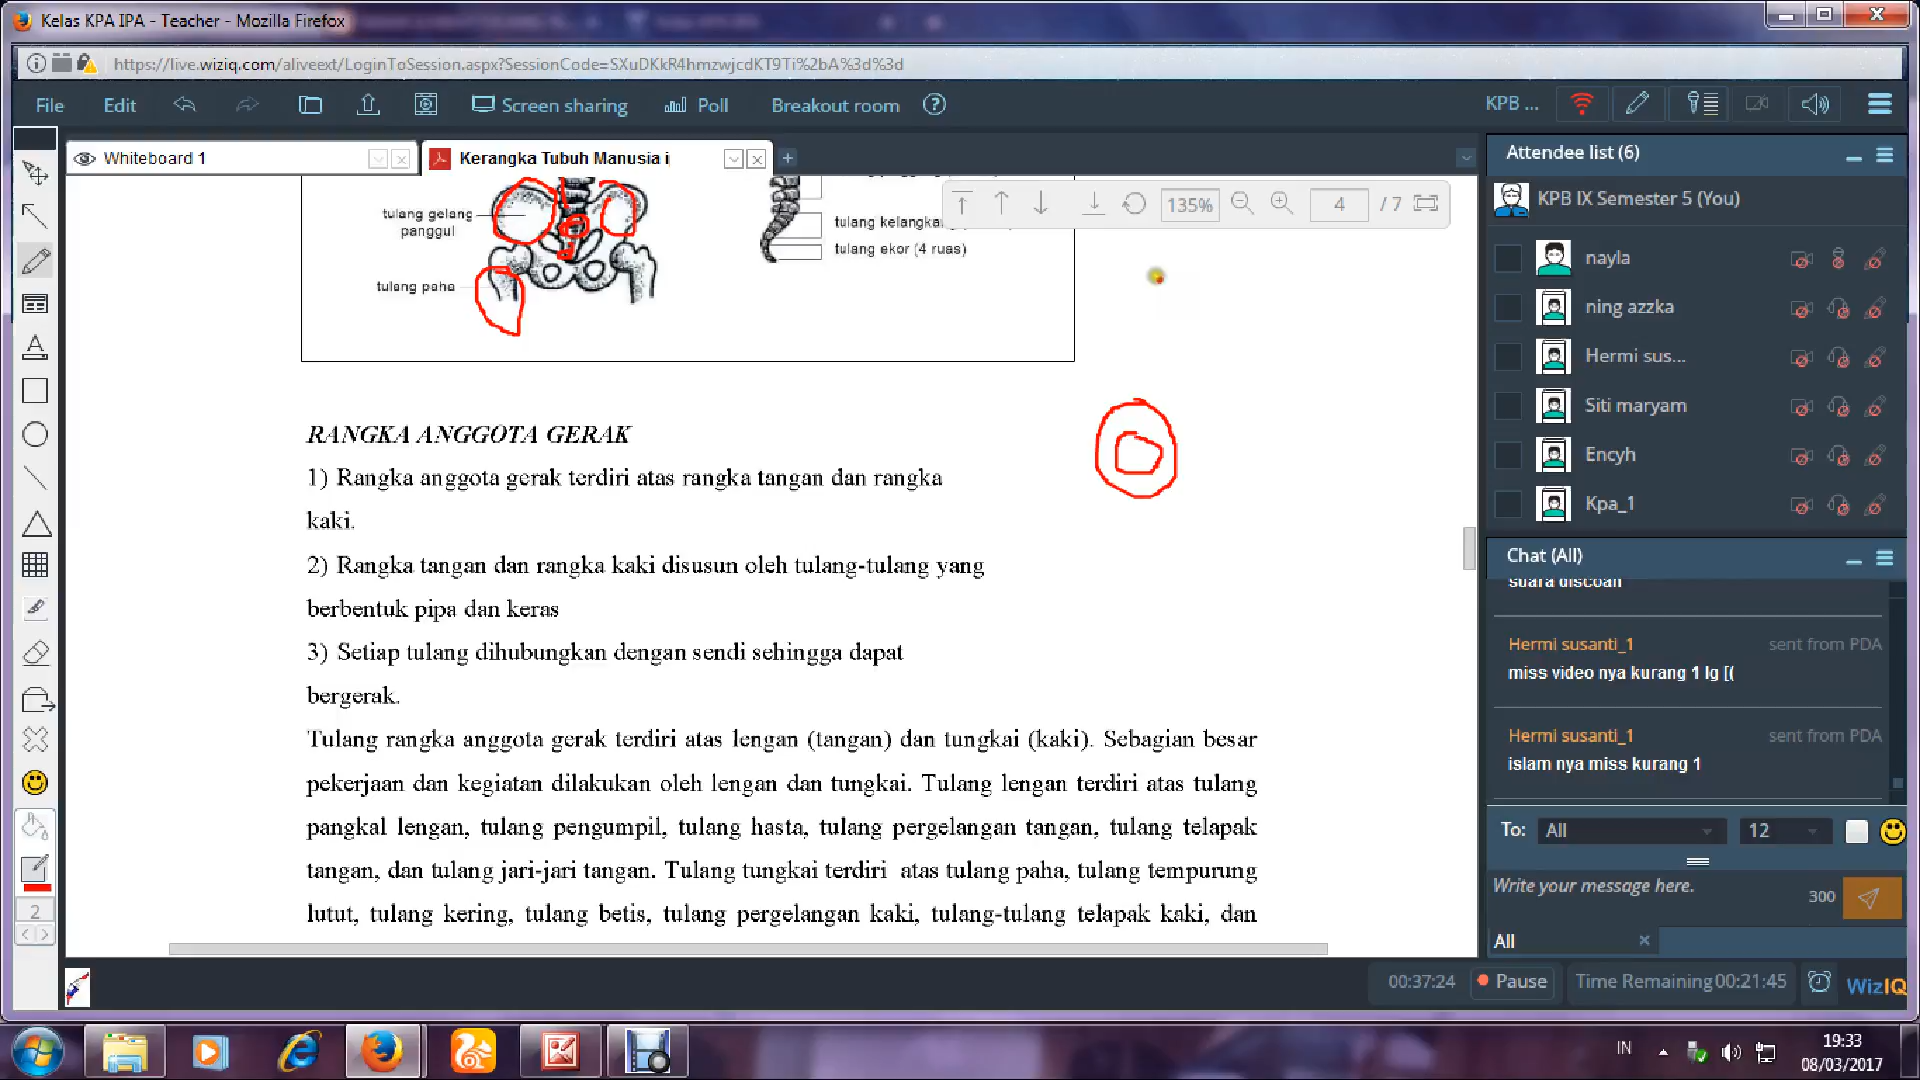 Kelas KPA IPA - Teacher - Mozilla Firefox
https://live.wiziq.com/aliveext/LoginToSession.aspx?SessionCode=SXuDKkR4hmzwjcdKT9Ti%2bA%3d%3d
File Edit Screen sharing Poll Breakout room ? KPB ...
Whiteboard 1
Kerangka Tubuh Manusia i
135% 4 / 7
tulang gelang
panggul
tulang paha
tulang ekor (4 ruas)
RANGKA ANGGOTA GERAK
1) Rangka anggota gerak terdiri atas rangka tangan dan rangka
kaki.
2) Rangka tangan dan rangka kaki disusun oleh tulang-tulang yang
berbentuk pipa dan keras
3) Setiap tulang dihubungkan dengan sendi sehingga dapat
bergerak.
Tulang rangka anggota gerak terdiri atas lengan (tangan) dan tungkai (kaki). Sebagian besar
pekerjaan dan kegiatan dilakukan oleh lengan dan tungkai. Tulang lengan terdiri atas tulang
pangkal lengan, tulang pengumpil, tulang hasta, tulang pergelangan tangan, tulang telapak
tangan, dan tulang jari-jari tangan. Tulang tungkai terdiri atas tulang paha, tulang tempurung
lutut, tulang kering, tulang betis, tulang pergelangan kaki, tulang-tulang telapak kaki, dan
2
Attendee list (6)
KPB IX Semester 5 (You)
nayla
ning azzka
Hermi sus...
Siti maryam
Encyh
Kpa_1
Chat (All)
Hermi susanti_1 sent from PDA
miss video nya kurang 1 lg [(
Hermi susanti_1 sent from PDA
islam nya miss kurang 1
To: All 12
Write your message here. 300
All
00:37:24 Pause Time Remaining 00:21:45 WizIQ
IN 19:33
08/03/2017